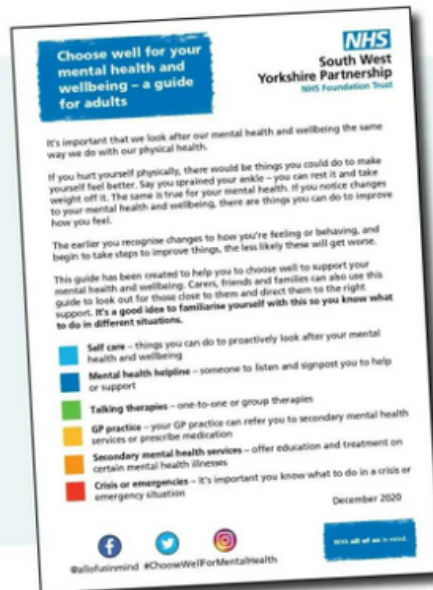 Choose well for your
mental health and
wellbeing – a guide
for adults
NHS
South West
Yorkshire Partnership
NHS Foundation Trust
It's important that we look after our mental health and wellbeing the same
way we do with our physical health.
If you hurt yourself physically, there would be things you could do to make
yourself feel better. Say you sprained your ankle – you can rest it and take
weight off it. The same is true for your mental health. If you notice changes
to your mental health and wellbeing, there are things you can do to improve
how you feel.
The earlier you recognise changes to how you're feeling or behaving, and
begin to take steps to improve things, the less likely these will get worse.
This guide has been created to help you to choose well to support your
mental health and wellbeing. Carers, friends and families can also use this
guide to look out for those close to them and direct them to the right
support. It's a good idea to familiarise yourself with this so you know what
to do in different situations.
Self care – things you can do to proactively look after your mental
health and wellbeing
Mental health helpline – someone to listen and signpost you to help
or support
Talking therapies – one-to-one or group therapies
GP practice – your GP practice can refer you to secondary mental health
services or prescribe medication
Secondary mental health services – offer education and treatment on
certain mental health illnesses
Crisis or emergencies – it's important you know what to do in a crisis or
emergency situation
December 2020
@allofusinmind #ChooseWellForMentalHealth
With all of us in mind.